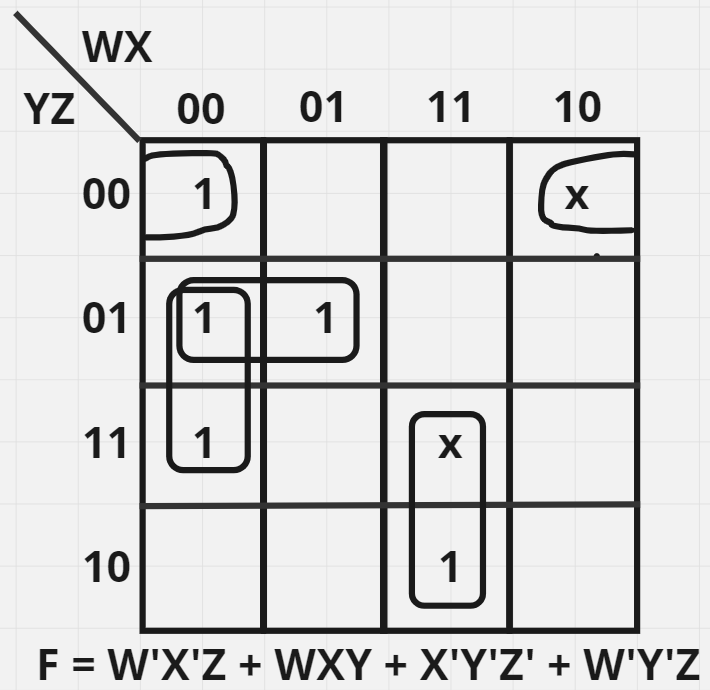 WX
YZ 00 01 11 10
00 1 x
01 1 1
11 1 x
10 1
F = W'X'Z + WXY + X'Y'Z' + W'Y'Z